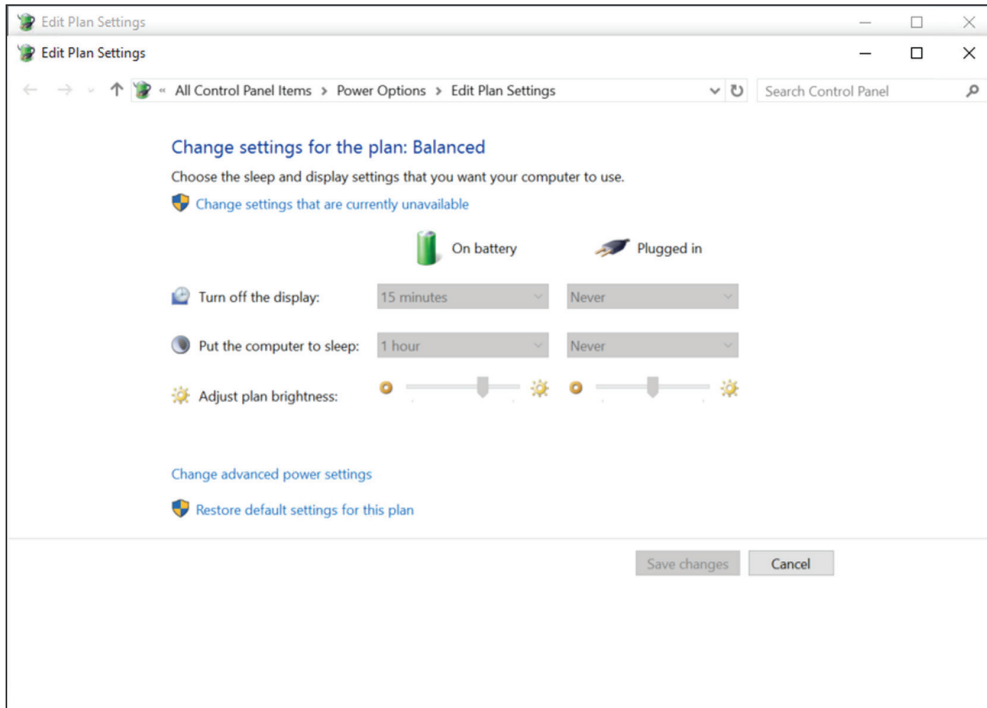 Edit Plan Settings
Edit Plan Settings
« All Control Panel Items > Power Options > Edit Plan Settings Search Control Panel
Change settings for the plan: Balanced
Choose the sleep and display settings that you want your computer to use.
Change settings that are currently unavailable
On battery Plugged in
Turn off the display: 15 minutes Never
Put the computer to sleep: 1 hour Never
Adjust plan brightness:
Change advanced power settings
Restore default settings for this plan
Save changes Cancel